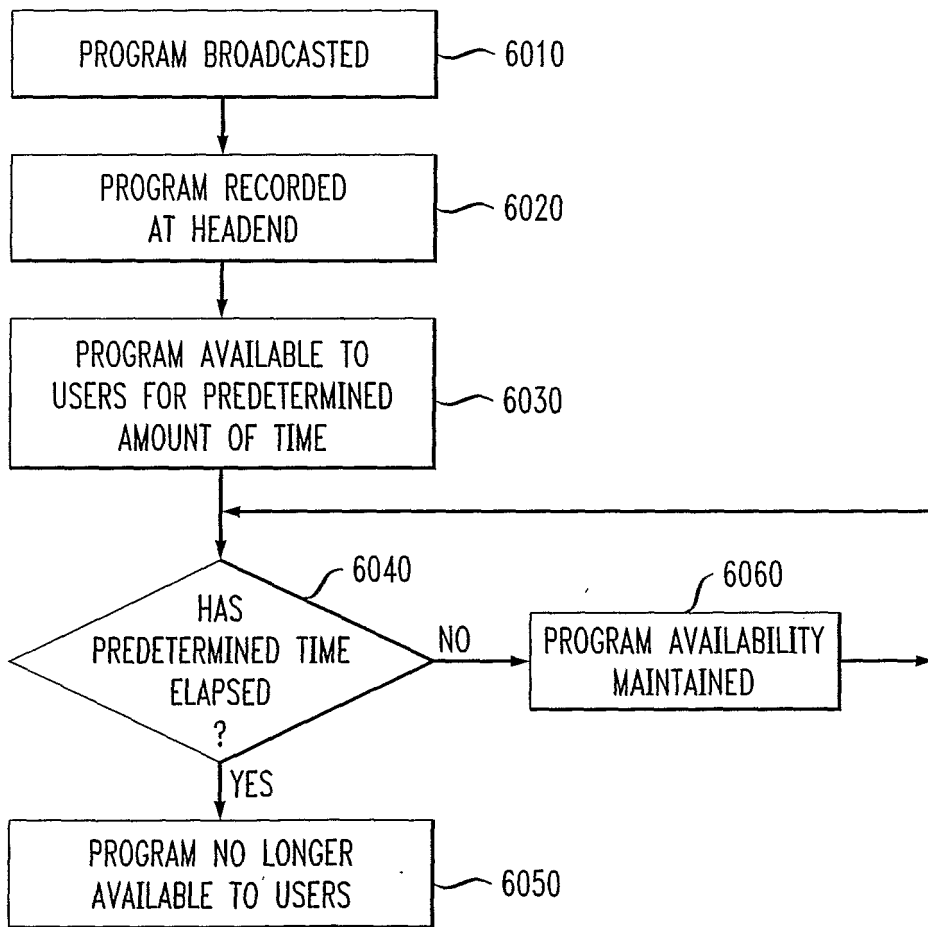 PROGRAM BROADCASTED
6010
PROGRAM RECORDED
AT HEADEND
6020
PROGRAM AVAILABLE TO
USERS FOR PREDETERMINED
AMOUNT OF TIME
6030
6040
HAS
PREDETERMINED TIME
ELAPSED
?
NO
6060
PROGRAM AVAILABILITY
MAINTAINED
YES
PROGRAM NO LONGER
AVAILABLE TO USERS
6050